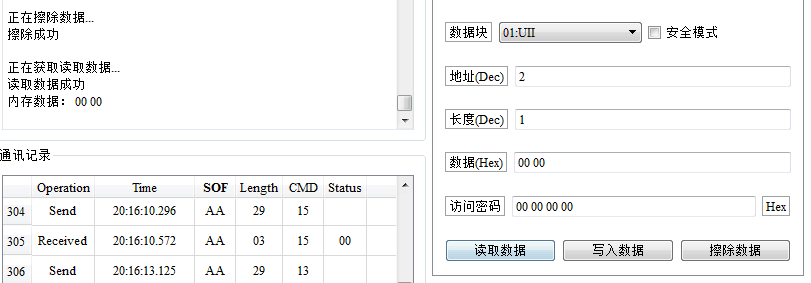 正在擦除数据...
擦除成功
正在获取读取数据...
读取数据成功
内存数据： 00 00
通讯记录
Operation Time SOF Length CMD Status
304 Send 20:16:10.296 AA 29 15
305 Received 20:16:10.572 AA 03 15 00
306 Send 20:16:13.125 AA 29 13
数据块 01:UII 安全模式
地址(Dec) 2
长度(Dec) 1
数据(Hex) 00 00
访问密码 00 00 00 00 Hex
读取数据 写入数据 擦除数据